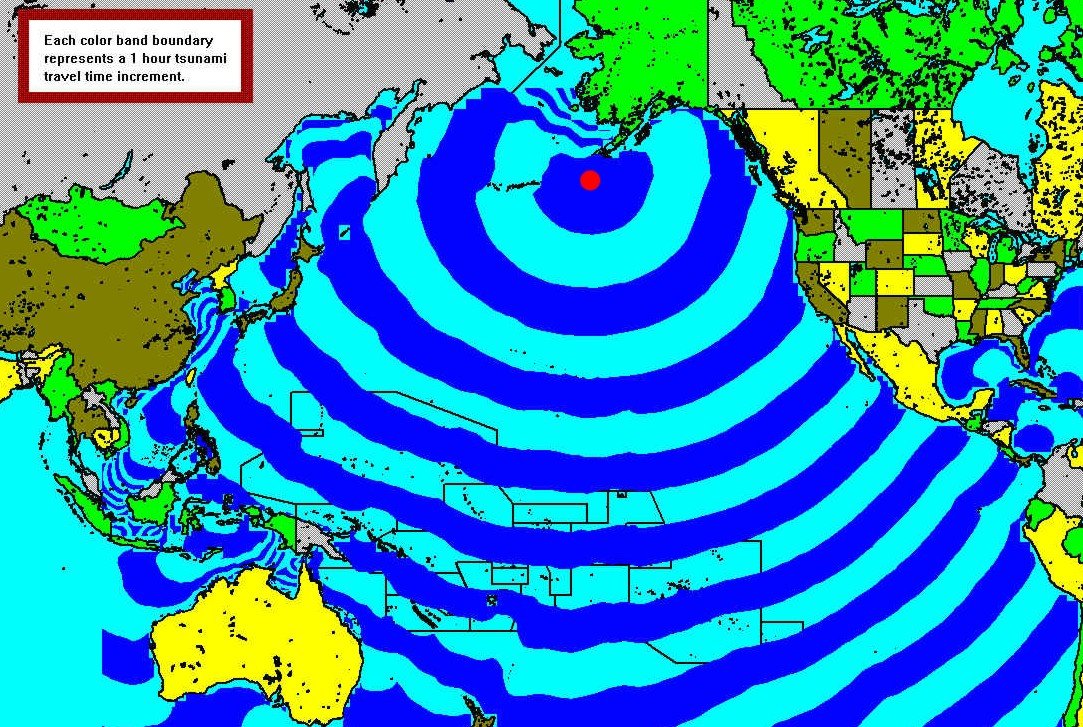 Each color band boundary
represents a 1 hour tsunami
travel time increment.